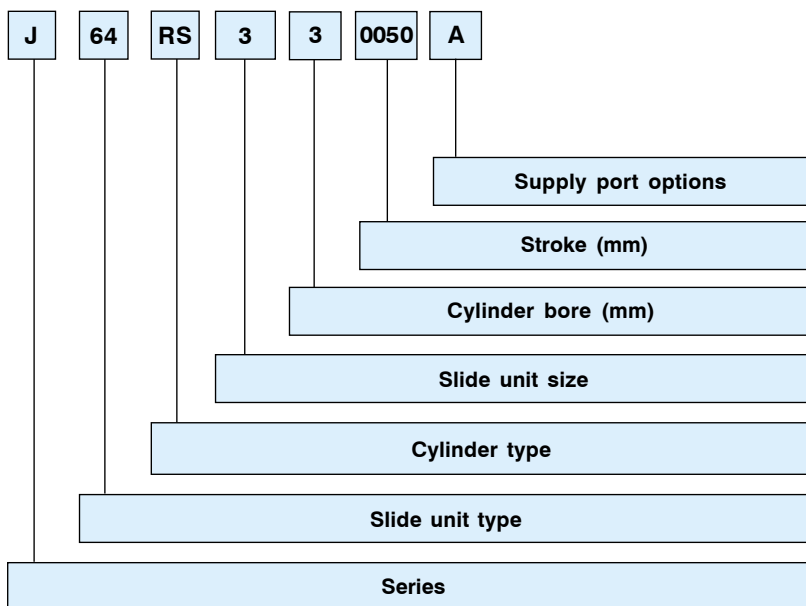 J 64 RS 3 3 0050 A
Supply port options
Stroke (mm)
Cylinder bore (mm)
Slide unit size
Cylinder type
Slide unit type
Series